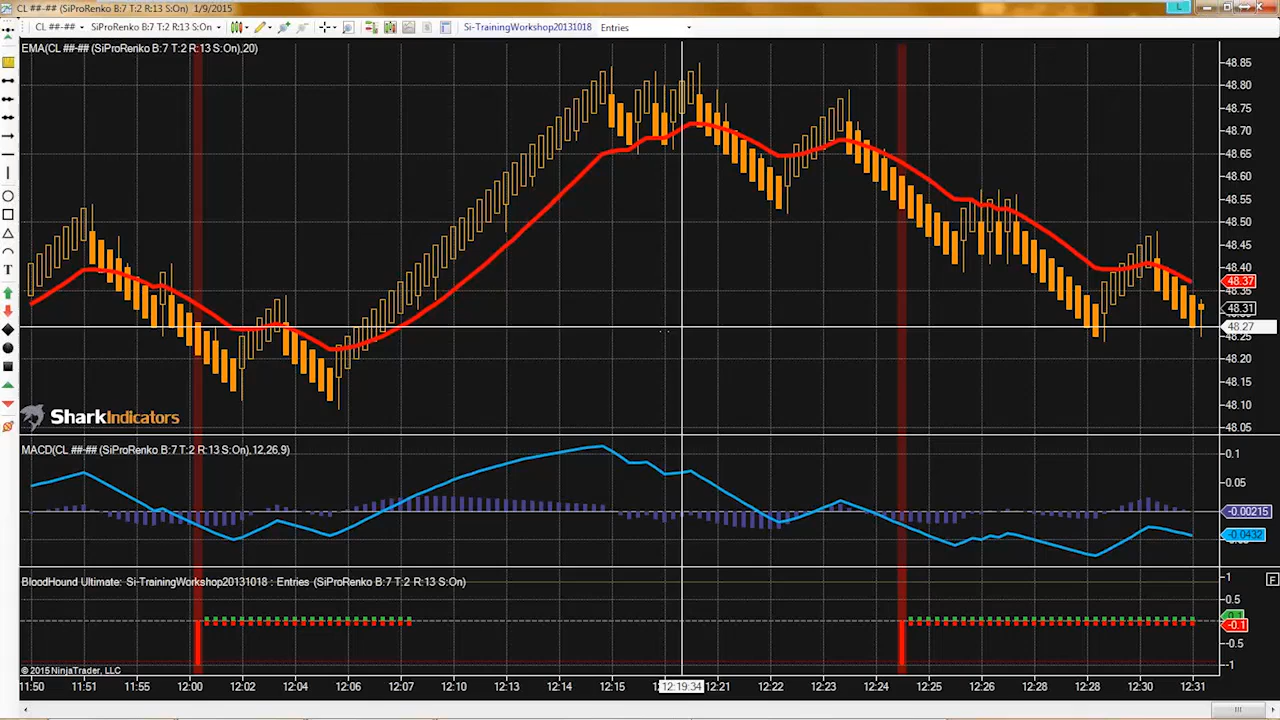 CL ##-## (SiProRenko B:7 T:2 R:13 S:On) 1/9/2015
L
CL ##-## SiProRenko B:7 T:2 R:13 S:On Si-TrainingWorkshop20131018 Entries
T
EMA(CL ##-## (SiProRenko B:7 T:2 R:13 S:On),20)
48.85
48.80
48.75
48.70
48.65
48.60
48.55
48.50
48.45
48.40
48.37
48.35
48.31
48.27
48.25
48.20
48.15
48.10
48.05
SharkIndicators
MACD(CL ##-## (SiProRenko B:7 T:2 R:13 S:On),12,26,9)
0.1
0.05
-0.00215
-0.0432
BloodHound Ultimate: Si-TrainingWorkshop20131018 : Entries (SiProRenko B:7 T:2 R:13 S:On)
F
1
0.5
0.1
-0.1
-0.5
-1
© 2015 NinjaTrader, LLC
11:50 11:51 11:55 12:00 12:02 12:04 12:06 12:07 12:10 12:13 12:14 12:15 12:19:34 12:21 12:22 12:23 12:24 12:25 12:26 12:28 12:28 12:30 12:31